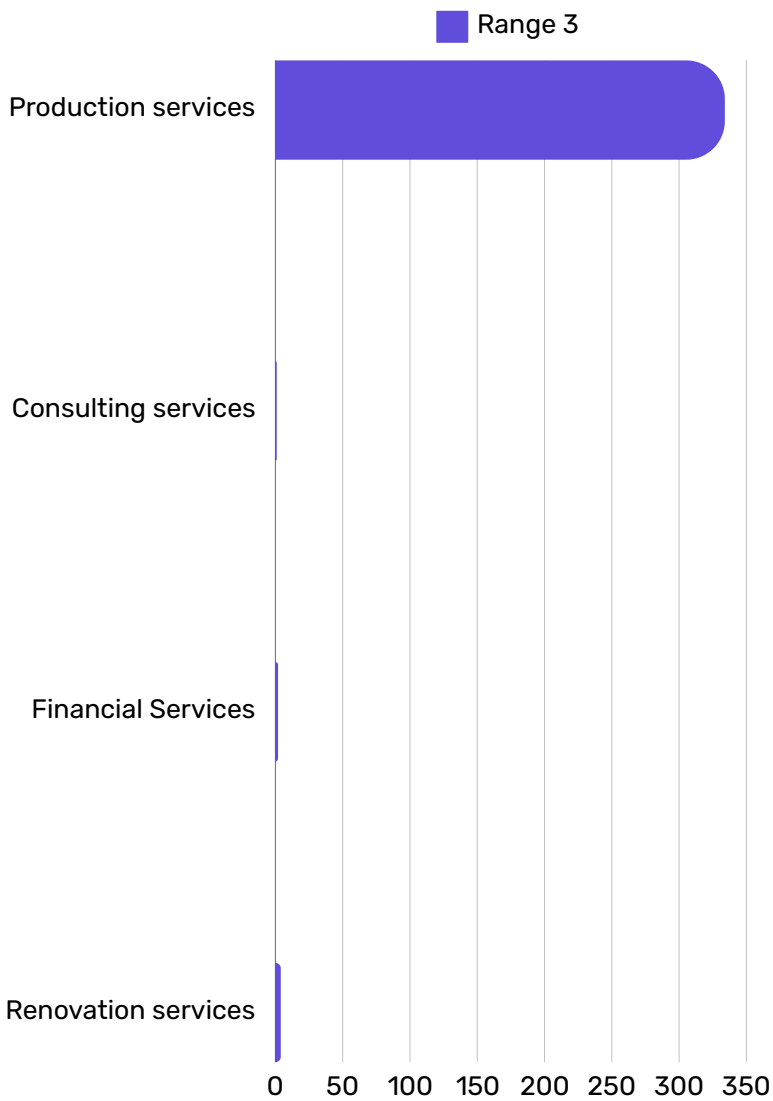 Range 3
Production services
Consulting services
Financial Services
Renovation services
0 50 100 150 200 250 300 350